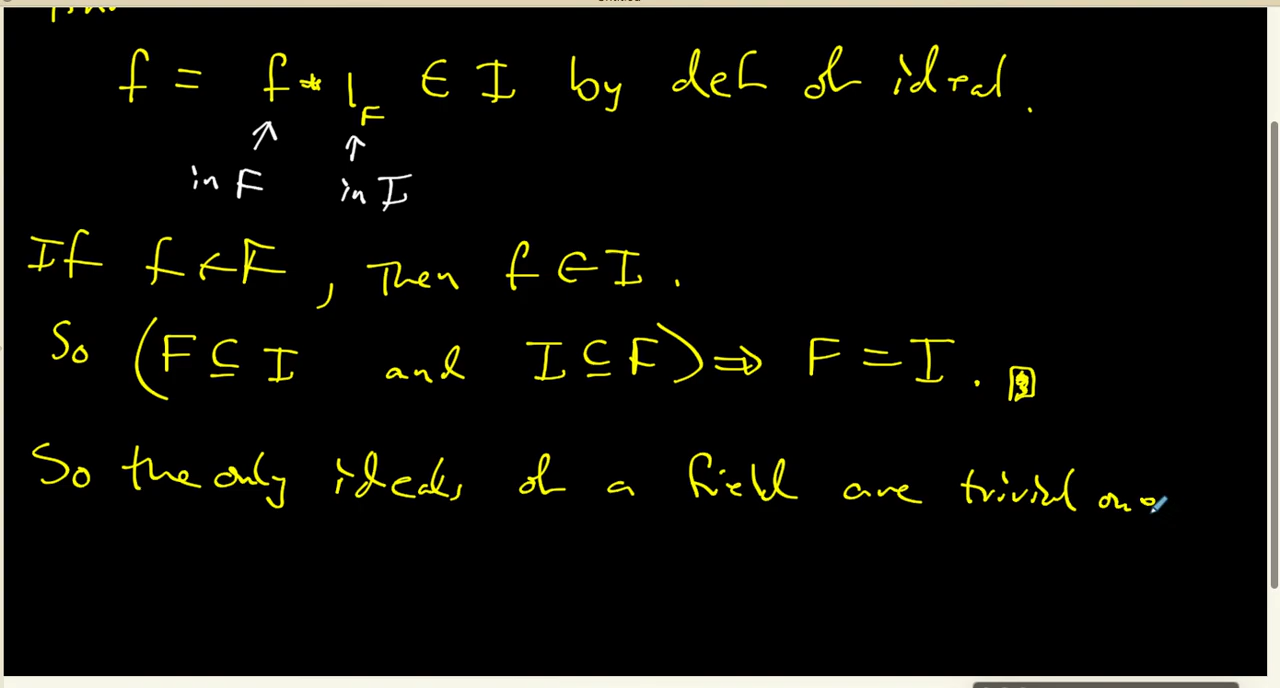 f = f * 1_F ∈ I by def of ideal.
↑ ↑
in F in I
If f ∈ F, Then f ∈ I.
So (F ⊆ I and I ⊆ F) ⇒ F = I.
So the only ideals of a field are trivial one